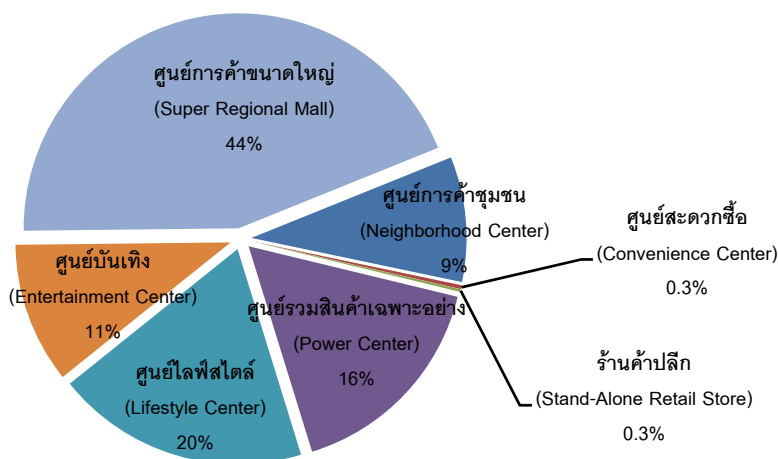 ศูนย์การค้าขนาดใหญ่
(Super Regional Mall)
44%
ศูนย์การค้าชุมชน
(Neighborhood Center)
9%
ศูนย์สะดวกซื้อ
(Convenience Center)
0.3%
ร้านค้าปลีก
(Stand-Alone Retail Store)
0.3%
ศูนย์รวมสินค้าเฉพาะอย่าง
(Power Center)
16%
ศูนย์ไลฟ์สไตล์
(Lifestyle Center)
20%
ศูนย์บันเทิง
(Entertainment Center)
11%